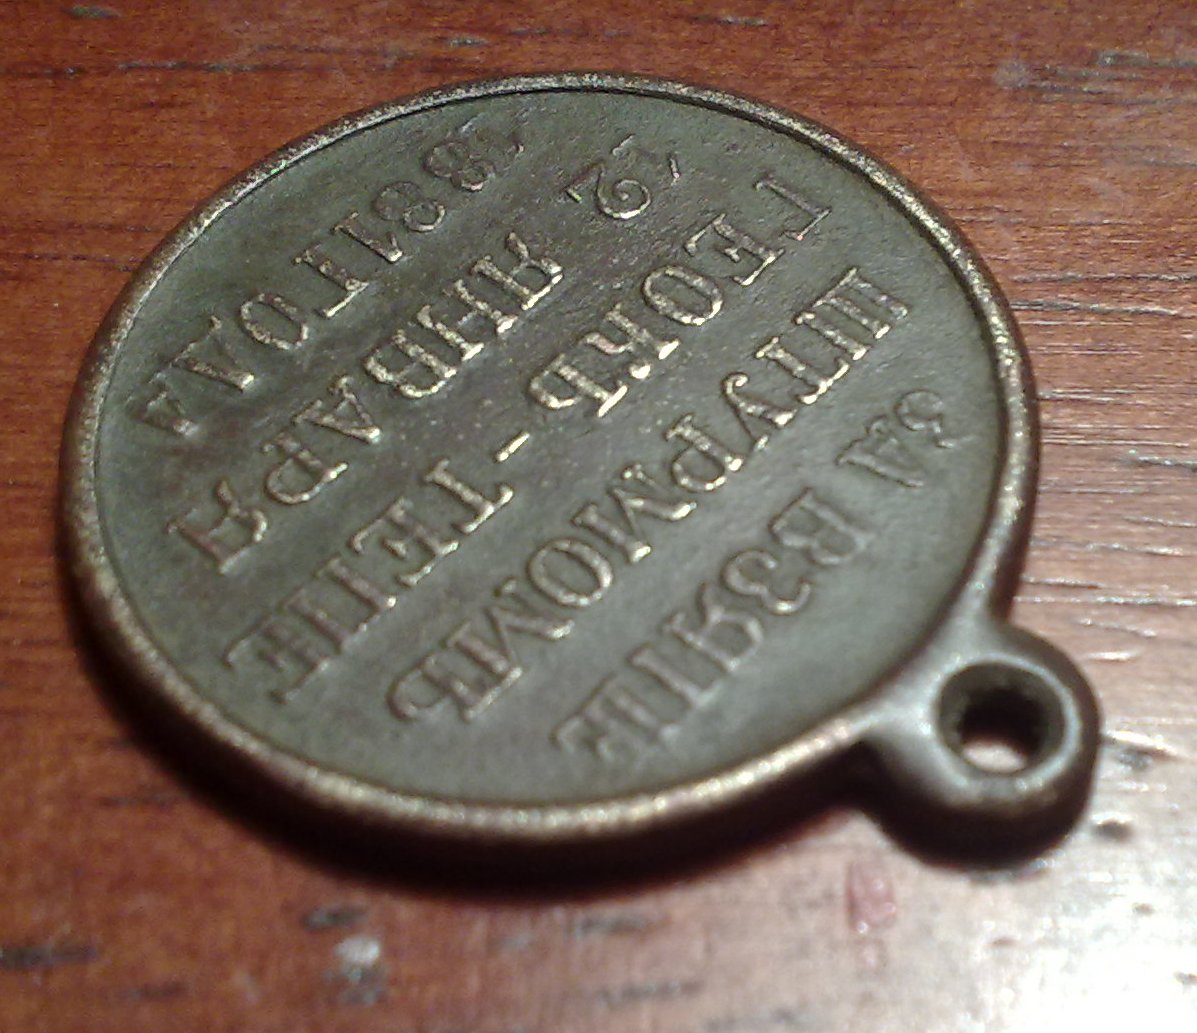 ЗА ВЗЯТІЕ
ШТУРМОМЪ
ГЕОКЪ-ТЕПЕ
12 ЯНВАРЯ
1881 ГОДА